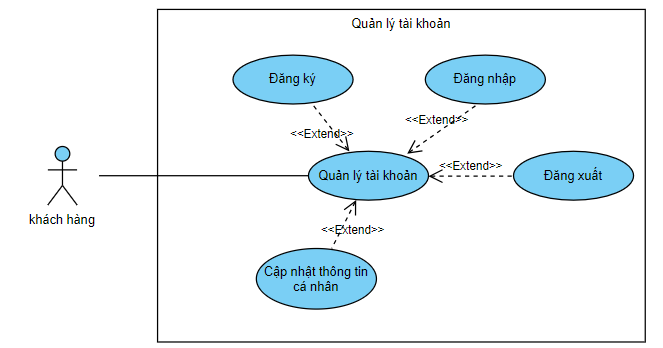 Quản lý tài khoản
Đăng ký
Đăng nhập
<<Extend>>
<<Extend>>
<<Extend>>
Quản lý tài khoản
Đăng xuất
khách hàng
<<Extend>>
Cập nhật thông tin
cá nhân